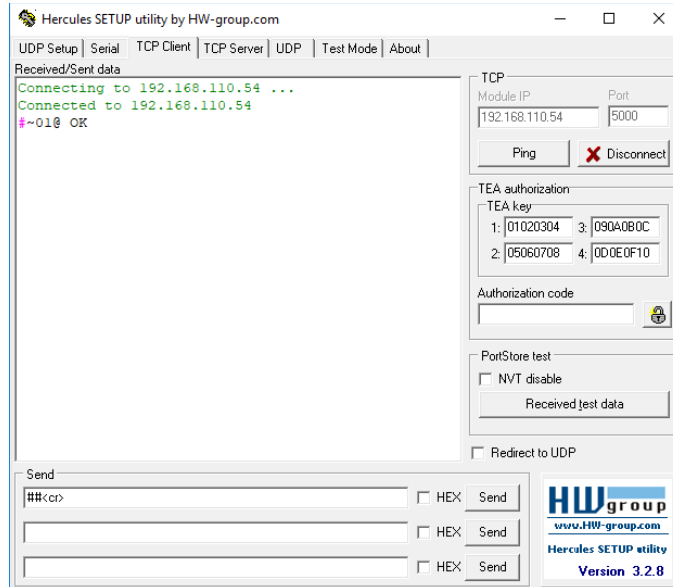 Hercules SETUP utility by HW-group.com
UDP Setup Serial TCP Client TCP Server UDP Test Mode About
Received/Sent data
Connecting to 192.168.110.54 ...
Connected to 192.168.110.54
#~01@ OK
TCP
Module IP Port
192.168.110.54 5000
Ping Disconnect
TEA authorization
TEA key
1: 01020304 3: 090A0B0C
2: 05060708 4: 0D0E0F10
Authorization code
PortStore test
NVT disable
Received test data
Redirect to UDP
Send
##<cr> HEX Send
HEX Send
HEX Send
HW group
www.HW-group.com
Hercules SETUP utility
Version 3.2.8